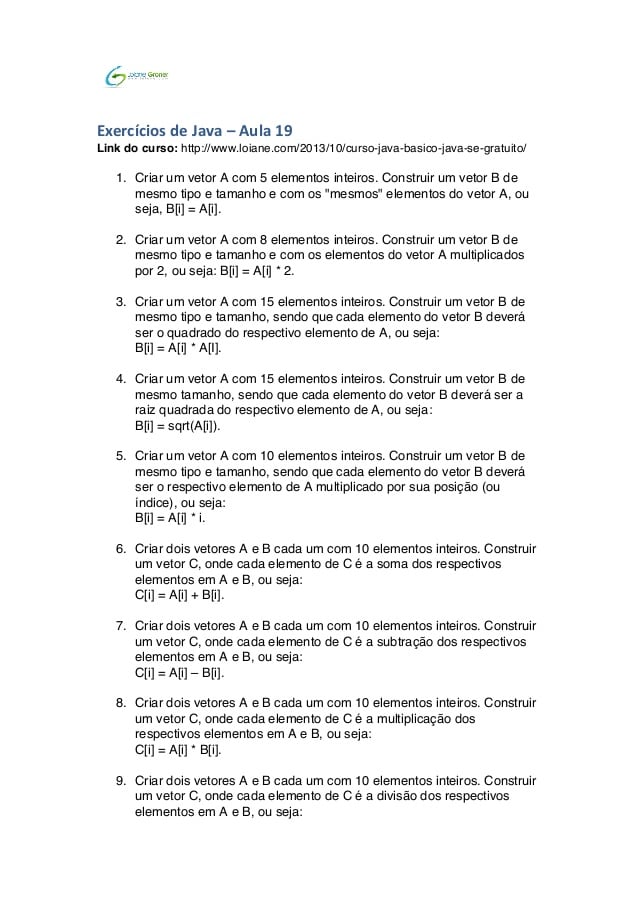 Loiane Groner
Exercícios de Java – Aula 19
Link do curso: http://www.loiane.com/2013/10/curso-java-basico-java-se-gratuito/
1. Criar um vetor A com 5 elementos inteiros. Construir um vetor B de
mesmo tipo e tamanho e com os "mesmos" elementos do vetor A, ou
seja, B[i] = A[i].
2. Criar um vetor A com 8 elementos inteiros. Construir um vetor B de
mesmo tipo e tamanho e com os elementos do vetor A multiplicados
por 2, ou seja: B[i] = A[i] * 2.
3. Criar um vetor A com 15 elementos inteiros. Construir um vetor B de
mesmo tipo e tamanho, sendo que cada elemento do vetor B deverá
ser o quadrado do respectivo elemento de A, ou seja:
B[i] = A[i] * A[I].
4. Criar um vetor A com 15 elementos inteiros. Construir um vetor B de
mesmo tamanho, sendo que cada elemento do vetor B deverá ser a
raiz quadrada do respectivo elemento de A, ou seja:
B[i] = sqrt(A[i]).
5. Criar um vetor A com 10 elementos inteiros. Construir um vetor B de
mesmo tipo e tamanho, sendo que cada elemento do vetor B deverá
ser o respectivo elemento de A multiplicado por sua posição (ou
índice), ou seja:
B[i] = A[i] * i.
6. Criar dois vetores A e B cada um com 10 elementos inteiros. Construir
um vetor C, onde cada elemento de C é a soma dos respectivos
elementos em A e B, ou seja:
C[i] = A[i] + B[i].
7. Criar dois vetores A e B cada um com 10 elementos inteiros. Construir
um vetor C, onde cada elemento de C é a subtração dos respectivos
elementos em A e B, ou seja:
C[i] = A[i] – B[i].
8. Criar dois vetores A e B cada um com 10 elementos inteiros. Construir
um vetor C, onde cada elemento de C é a multiplicação dos
respectivos elementos em A e B, ou seja:
C[i] = A[i] * B[i].
9. Criar dois vetores A e B cada um com 10 elementos inteiros. Construir
um vetor C, onde cada elemento de C é a divisão dos respectivos
elementos em A e B, ou seja: